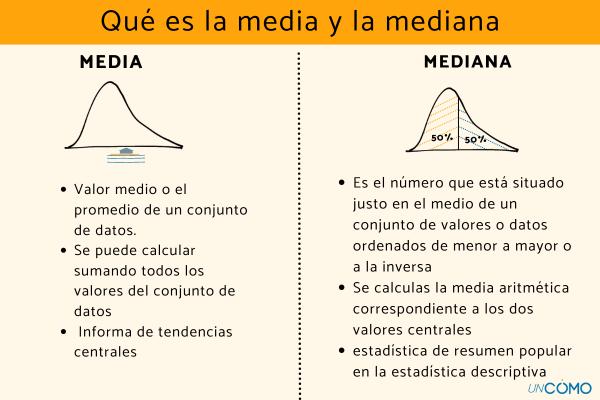 Qué es la media y la mediana
MEDIA
Valor medio o el
promedio de un conjunto
de datos.
Se puede calcular
sumando todos los
valores del conjunto de
datos
Informa de tendencias
centrales
MEDIANA
50% 50%
Es el número que está situado
justo en el medio de un
conjunto de valores o datos
ordenados de menor a mayor o
a la inversa
Se calculas la media aritmética
correspondiente a los dos
valores centrales
estadística de resumen popular
en la estadística descriptiva
UNCÓMO